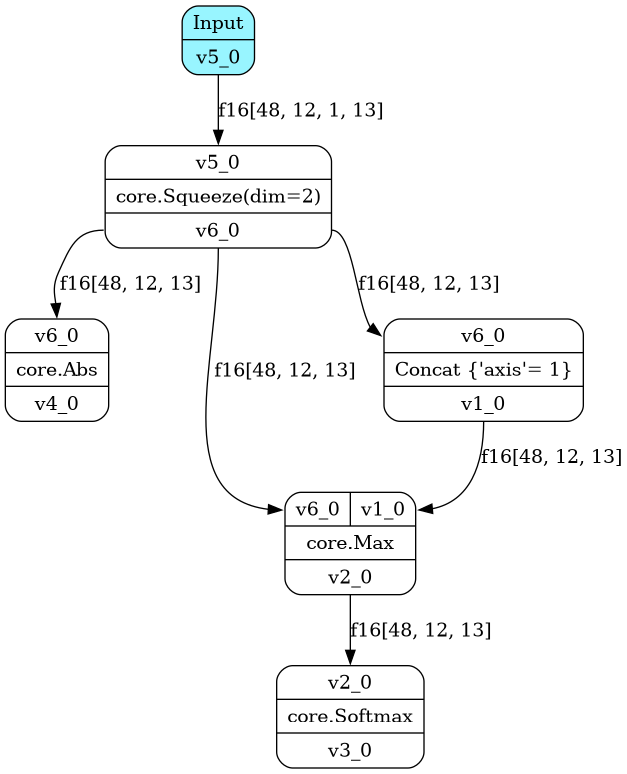 Input
v5_0
f16[48, 12, 1, 13]
v5_0
core.Squeeze(dim=2)
v6_0
f16[48, 12, 13]
f16[48, 12, 13]
v6_0
core.Abs
v4_0
f16[48, 12, 13]
v6_0
Concat {'axis'= 1}
v1_0
f16[48, 12, 13]
v6_0 v1_0
core.Max
v2_0
f16[48, 12, 13]
v2_0
core.Softmax
v3_0